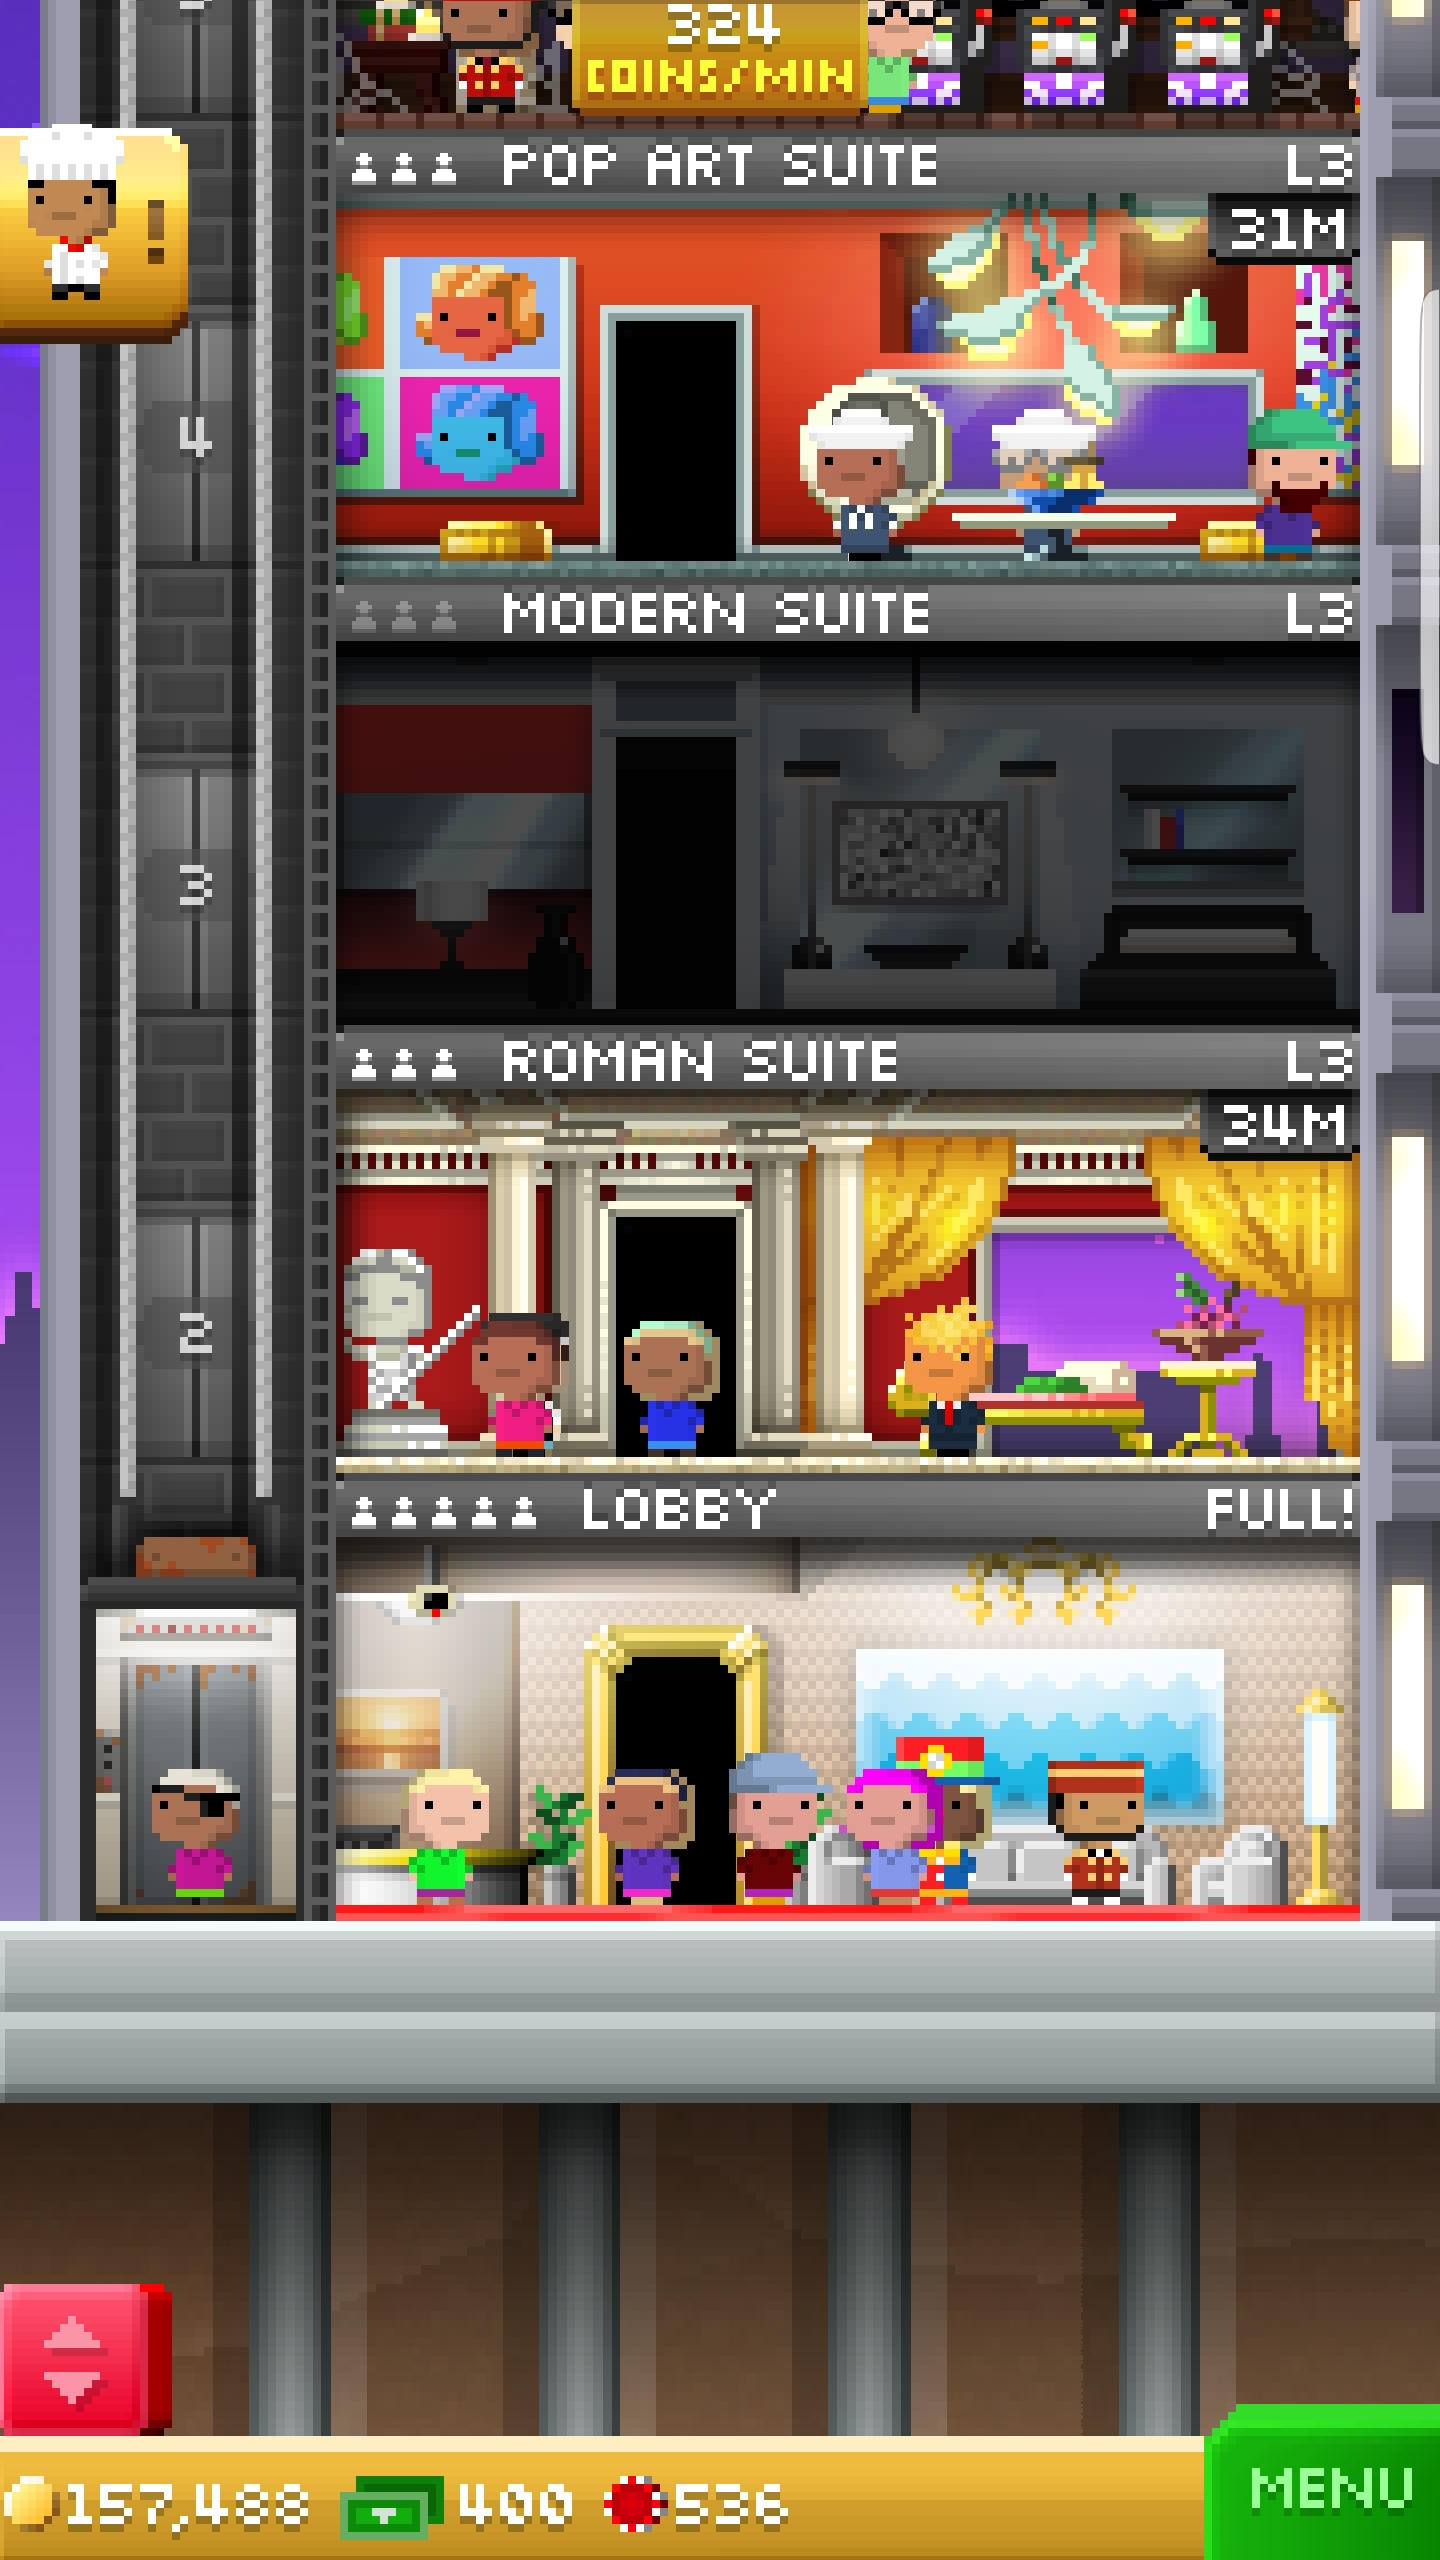 324
COINS/MIN
POP ART SUITE L3
31M
!
4
MODERN SUITE L3
3
ROMAN SUITE L3
34M
2
LOBBY FULL!
MENU
157,488 400 536